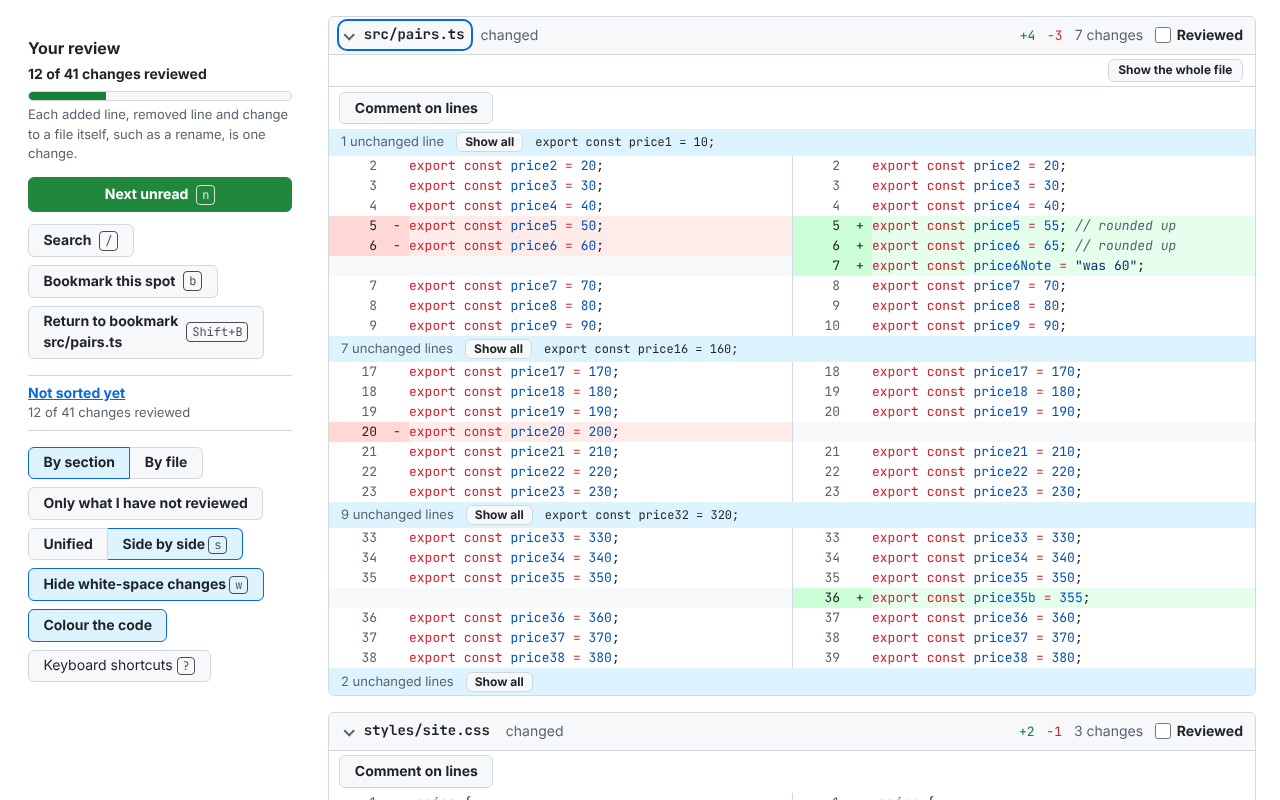 Your review
12 of 41 changes reviewed
Each added line, removed line and change
to a file itself, such as a rename, is one
change.
Next unread n
Search /
Bookmark this spot b
Return to bookmark
src/pairs.ts
Shift+B
Not sorted yet
12 of 41 changes reviewed
By section By file
Only what I have not reviewed
Unified Side by side s
Hide white-space changes w
Colour the code
Keyboard shortcuts ?
src/pairs.ts changed +4 -3 7 changes Reviewed
Show the whole file
Comment on lines
1 unchanged line Show all export const price1 = 10;
2 export const price2 = 20; 2 export const price2 = 20;
3 export const price3 = 30; 3 export const price3 = 30;
4 export const price4 = 40; 4 export const price4 = 40;
5 - export const price5 = 50; 5 + export const price5 = 55; // rounded up
6 - export const price6 = 60; 6 + export const price6 = 65; // rounded up
7 + export const price6Note = "was 60";
7 export const price7 = 70; 8 export const price7 = 70;
8 export const price8 = 80; 9 export const price8 = 80;
9 export const price9 = 90; 10 export const price9 = 90;
7 unchanged lines Show all export const price16 = 160;
17 export const price17 = 170; 18 export const price17 = 170;
18 export const price18 = 180; 19 export const price18 = 180;
19 export const price19 = 190; 20 export const price19 = 190;
20 - export const price20 = 200;
21 export const price21 = 210; 21 export const price21 = 210;
22 export const price22 = 220; 22 export const price22 = 220;
23 export const price23 = 230; 23 export const price23 = 230;
9 unchanged lines Show all export const price32 = 320;
33 export const price33 = 330; 33 export const price33 = 330;
34 export const price34 = 340; 34 export const price34 = 340;
35 export const price35 = 350; 35 export const price35 = 350;
36 + export const price35b = 355;
36 export const price36 = 360; 37 export const price36 = 360;
37 export const price37 = 370; 38 export const price37 = 370;
38 export const price38 = 380; 39 export const price38 = 380;
2 unchanged lines Show all
styles/site.css changed +2 -1 3 changes Reviewed
Comment on lines